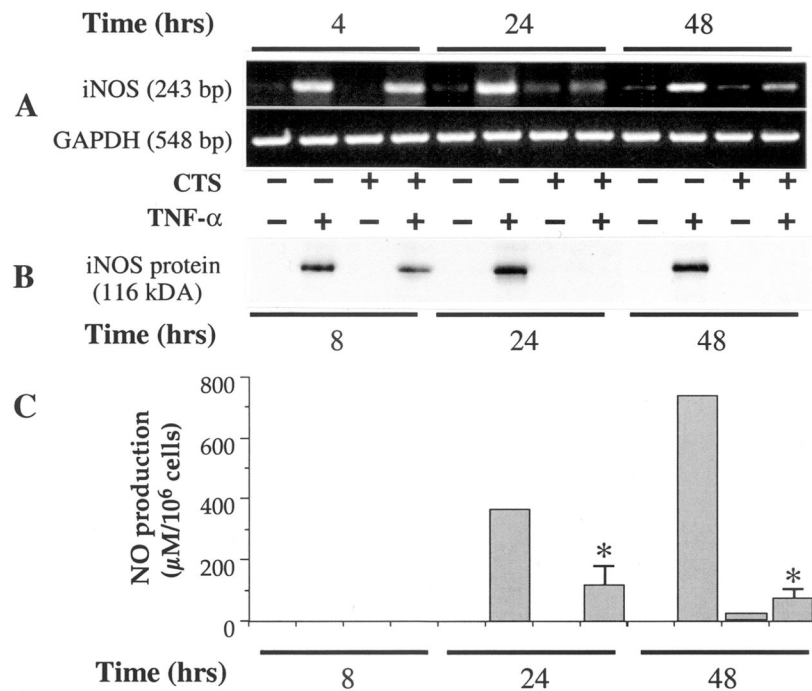 Time (hrs) 4 24 48
A iNOS (243 bp)
GAPDH (548 bp)
CTS − − + + − − + + − − + +
TNF-α − + − + − + − + − + − +
B iNOS protein
(116 kDA)
Time (hrs) 8 24 48
C
NO production
(μM/10⁶ cells)
800
600
400
200
0
*
*
Time (hrs) 8 24 48